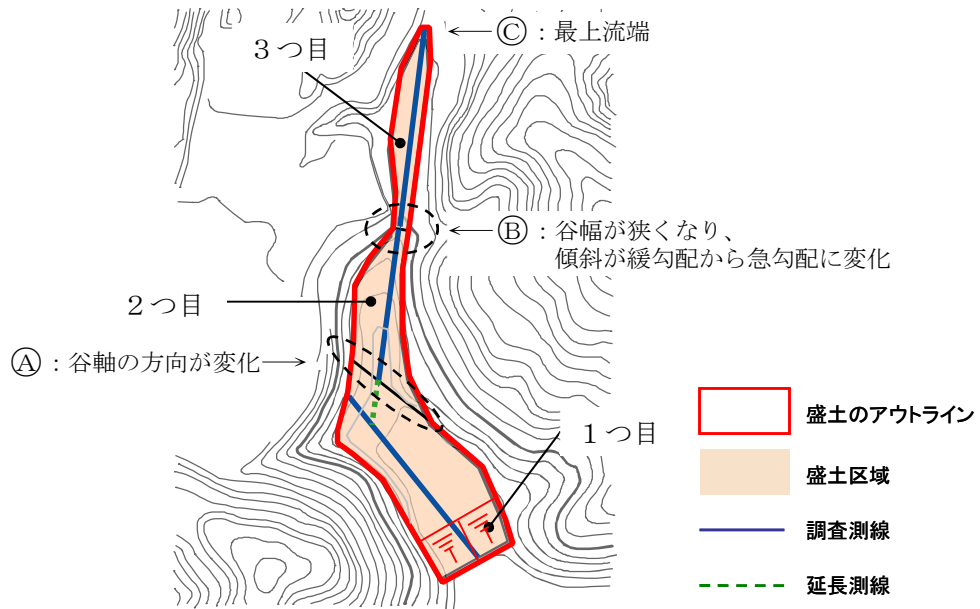 Ⓒ：最上流端
３つ目
Ⓑ：谷幅が狭くなり、
傾斜が緩勾配から急勾配に変化
２つ目
Ⓐ：谷軸の方向が変化
１つ目
盛土のアウトライン
盛土区域
調査測線
延長測線